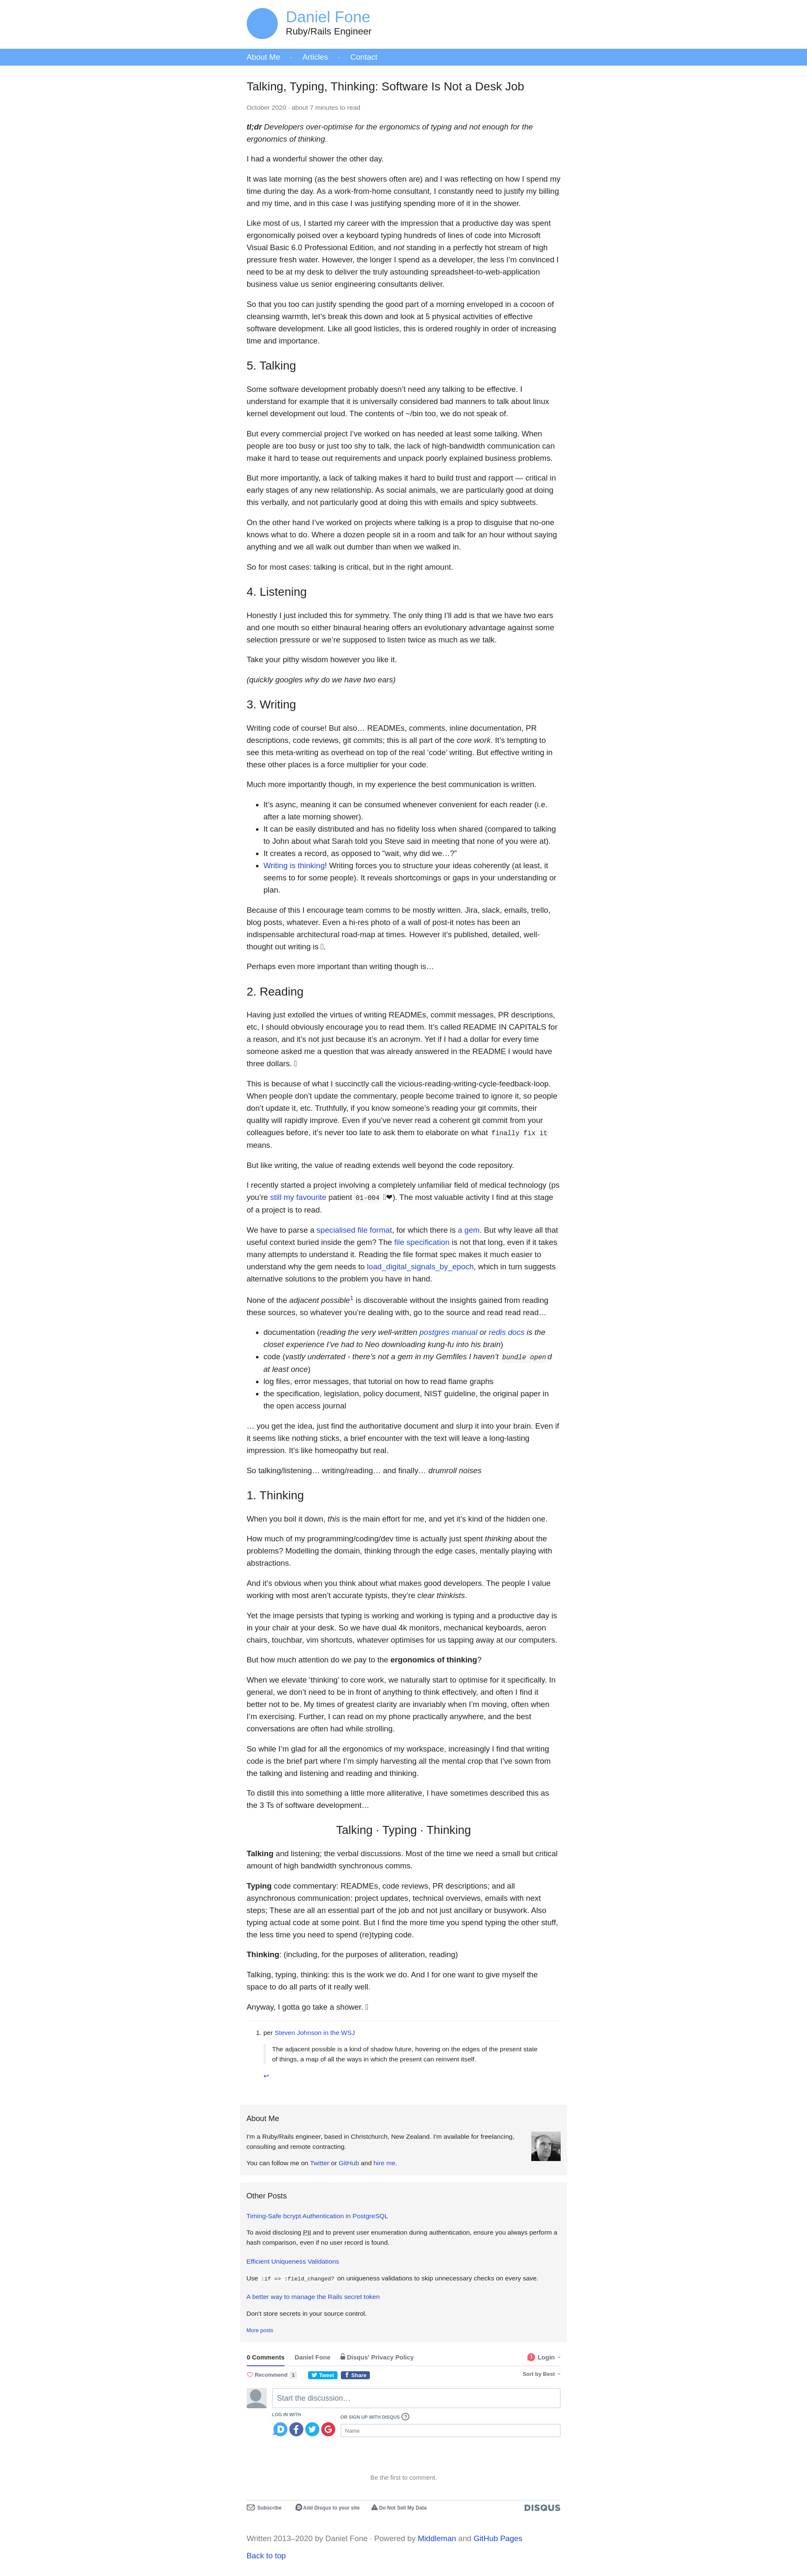 Daniel Fone
Ruby/Rails Engineer
About Me · Articles · Contact
Talking, Typing, Thinking: Software Is Not a Desk Job
October 2020 · about 7 minutes to read
tl;dr Developers over-optimise for the ergonomics of typing and not enough for the
ergonomics of thinking.
I had a wonderful shower the other day.
It was late morning (as the best showers often are) and I was reflecting on how I spend my
time during the day. As a work-from-home consultant, I constantly need to justify my billing
and my time, and in this case I was justifying spending more of it in the shower.
Like most of us, I started my career with the impression that a productive day was spent
ergonomically poised over a keyboard typing hundreds of lines of code into Microsoft
Visual Basic 6.0 Professional Edition, and not standing in a perfectly hot stream of high
pressure fresh water. However, the longer I spend as a developer, the less I’m convinced I
need to be at my desk to deliver the truly astounding spreadsheet-to-web-application
business value us senior engineering consultants deliver.
So that you too can justify spending the good part of a morning enveloped in a cocoon of
cleansing warmth, let’s break this down and look at 5 physical activities of effective
software development. Like all good listicles, this is ordered roughly in order of increasing
time and importance.
5. Talking
Some software development probably doesn’t need any talking to be effective. I
understand for example that it is universally considered bad manners to talk about linux
kernel development out loud. The contents of ~/bin too, we do not speak of.
But every commercial project I’ve worked on has needed at least some talking. When
people are too busy or just too shy to talk, the lack of high-bandwidth communication can
make it hard to tease out requirements and unpack poorly explained business problems.
But more importantly, a lack of talking makes it hard to build trust and rapport — critical in
early stages of any new relationship. As social animals, we are particularly good at doing
this verbally, and not particularly good at doing this with emails and spicy subtweets.
On the other hand I’ve worked on projects where talking is a prop to disguise that no-one
knows what to do. Where a dozen people sit in a room and talk for an hour without saying
anything and we all walk out dumber than when we walked in.
So for most cases: talking is critical, but in the right amount.
4. Listening
Honestly I just included this for symmetry. The only thing I’ll add is that we have two ears
and one mouth so either binaural hearing offers an evolutionary advantage against some
selection pressure or we’re supposed to listen twice as much as we talk.
Take your pithy wisdom however you like it.
(quickly googles why do we have two ears)
3. Writing
Writing code of course! But also… READMEs, comments, inline documentation, PR
descriptions, code reviews, git commits; this is all part of the core work. It’s tempting to
see this meta-writing as overhead on top of the real ‘code’ writing. But effective writing in
these other places is a force multiplier for your code.
Much more importantly though, in my experience the best communication is written.
• It’s async, meaning it can be consumed whenever convenient for each reader (i.e.
after a late morning shower).
• It can be easily distributed and has no fidelity loss when shared (compared to talking
to John about what Sarah told you Steve said in meeting that none of you were at).
• It creates a record, as opposed to “wait, why did we…?”
• Writing is thinking! Writing forces you to structure your ideas coherently (at least, it
seems to for some people). It reveals shortcomings or gaps in your understanding or
plan.
Because of this I encourage team comms to be mostly written. Jira, slack, emails, trello,
blog posts, whatever. Even a hi-res photo of a wall of post-it notes has been an
indispensable architectural road-map at times. However it’s published, detailed, well-
thought out writing is .
Perhaps even more important than writing though is…
2. Reading
Having just extolled the virtues of writing READMEs, commit messages, PR descriptions,
etc, I should obviously encourage you to read them. It’s called README IN CAPITALS for
a reason, and it’s not just because it’s an acronym. Yet if I had a dollar for every time
someone asked me a question that was already answered in the README I would have
three dollars.
This is because of what I succinctly call the vicious-reading-writing-cycle-feedback-loop.
When people don’t update the commentary, people become trained to ignore it, so people
don’t update it, etc. Truthfully, if you know someone’s reading your git commits, their
quality will rapidly improve. Even if you’ve never read a coherent git commit from your
colleagues before, it’s never too late to ask them to elaborate on what finally fix it
means.
But like writing, the value of reading extends well beyond the code repository.
I recently started a project involving a completely unfamiliar field of medical technology (ps
you’re still my favourite patient 01-004 ❤). The most valuable activity I find at this stage
of a project is to read.
We have to parse a specialised file format, for which there is a gem. But why leave all that
useful context buried inside the gem? The file specification is not that long, even if it takes
many attempts to understand it. Reading the file format spec makes it much easier to
understand why the gem needs to load_digital_signals_by_epoch, which in turn suggests
alternative solutions to the problem you have in hand.
None of the adjacent possible1 is discoverable without the insights gained from reading
these sources, so whatever you’re dealing with, go to the source and read read read…
• documentation (reading the very well-written postgres manual or redis docs is the
closest experience I’ve had to Neo downloading kung-fu into his brain)
• code (vastly underrated - there’s not a gem in my Gemfiles I haven’t bundle opend
at least once)
• log files, error messages, that tutorial on how to read flame graphs
• the specification, legislation, policy document, NIST guideline, the original paper in
the open access journal
… you get the idea, just find the authoritative document and slurp it into your brain. Even if
it seems like nothing sticks, a brief encounter with the text will leave a long-lasting
impression. It’s like homeopathy but real.
So talking/listening… writing/reading… and finally… drumroll noises
1. Thinking
When you boil it down, this is the main effort for me, and yet it’s kind of the hidden one.
How much of my programming/coding/dev time is actually just spent thinking about the
problems? Modelling the domain, thinking through the edge cases, mentally playing with
abstractions.
And it’s obvious when you think about what makes good developers. The people I value
working with most aren’t accurate typists, they’re clear thinkists.
Yet the image persists that typing is working and working is typing and a productive day is
in your chair at your desk. So we have dual 4k monitors, mechanical keyboards, aeron
chairs, touchbar, vim shortcuts, whatever optimises for us tapping away at our computers.
But how much attention do we pay to the ergonomics of thinking?
When we elevate ‘thinking’ to core work, we naturally start to optimise for it specifically. In
general, we don’t need to be in front of anything to think effectively, and often I find it
better not to be. My times of greatest clarity are invariably when I’m moving, often when
I’m exercising. Further, I can read on my phone practically anywhere, and the best
conversations are often had while strolling.
So while I’m glad for all the ergonomics of my workspace, increasingly I find that writing
code is the brief part where I’m simply harvesting all the mental crop that I’ve sown from
the talking and listening and reading and thinking.
To distill this into something a little more alliterative, I have sometimes described this as
the 3 Ts of software development…
Talking · Typing · Thinking
Talking and listening; the verbal discussions. Most of the time we need a small but critical
amount of high bandwidth synchronous comms.
Typing code commentary: READMEs, code reviews, PR descriptions; and all
asynchronous communication: project updates, technical overviews, emails with next
steps; These are all an essential part of the job and not just ancillary or busywork. Also
typing actual code at some point. But I find the more time you spend typing the other stuff,
the less time you need to spend (re)typing code.
Thinking: (including, for the purposes of alliteration, reading)
Talking, typing, thinking: this is the work we do. And I for one want to give myself the
space to do all parts of it really well.
Anyway, I gotta go take a shower.
1. per Steven Johnson in the WSJ
The adjacent possible is a kind of shadow future, hovering on the edges of the present state
of things, a map of all the ways in which the present can reinvent itself.
↩
About Me
I'm a Ruby/Rails engineer, based in Christchurch, New Zealand. I'm available for freelancing,
consulting and remote contracting.
You can follow me on Twitter or GitHub and hire me.
Other Posts
Timing-Safe bcrypt Authentication in PostgreSQL
To avoid disclosing PII and to prevent user enumeration during authentication, ensure you always perform a
hash comparison, even if no user record is found.
Efficient Uniqueness Validations
Use :if => :field_changed? on uniqueness validations to skip unnecessary checks on every save.
A better way to manage the Rails secret token
Don't store secrets in your source control.
More posts
0 Comments Daniel Fone Disqus' Privacy Policy 1 Login
Recommend 1 Tweet f Share Sort by Best
Start the discussion…
LOG IN WITH
OR SIGN UP WITH DISQUS ?
Name
Be the first to comment.
Subscribe Add Disqus to your site Do Not Sell My Data DISQUS
Written 2013–2020 by Daniel Fone · Powered by Middleman and GitHub Pages
Back to top